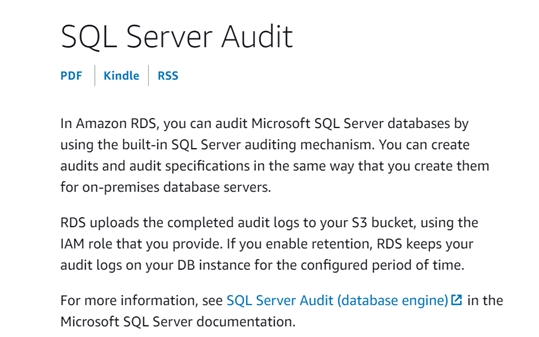 SQL Server Audit
PDF Kindle RSS
In Amazon RDS, you can audit Microsoft SQL Server databases by
using the built-in SQL Server auditing mechanism. You can create
audits and audit specifications in the same way that you create them
for on-premises database servers.
RDS uploads the completed audit logs to your S3 bucket, using the
IAM role that you provide. If you enable retention, RDS keeps your
audit logs on your DB instance for the configured period of time.
For more information, see SQL Server Audit (database engine) in the
Microsoft SQL Server documentation.